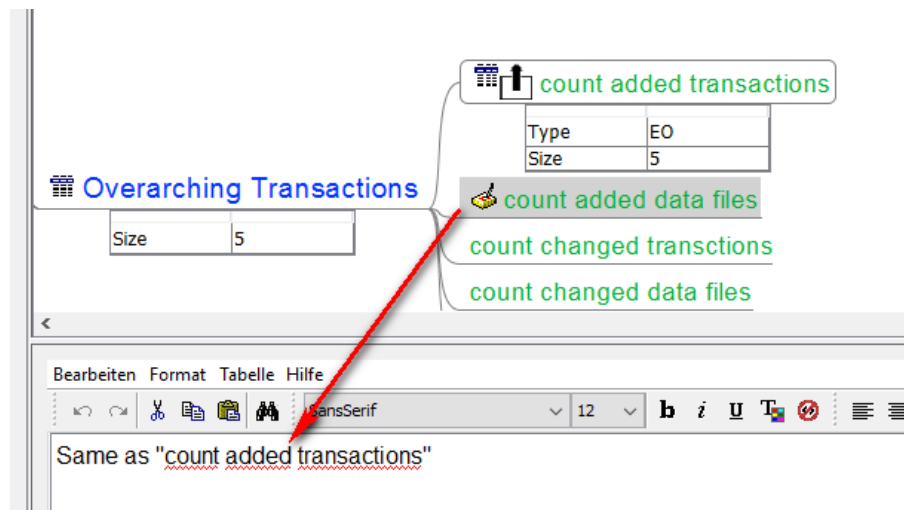 count added transactions
Type EO
Size 5
Overarching Transactions
Size 5
count added data files
count changed transctions
count changed data files
Bearbeiten Format Tabelle Hilfe
SansSerif 12 b i U T
Same as "count added transactions"